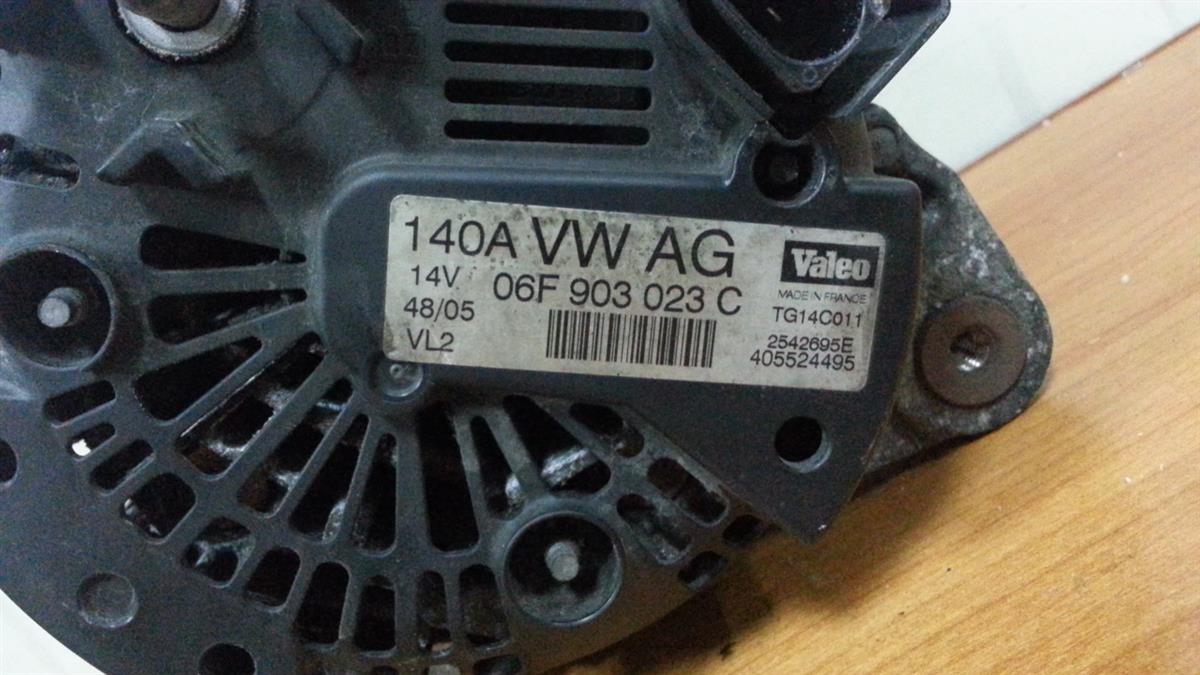 140A VW AG
14V 06F 903 023 C
48/05
VL2
Valeo
MADE IN FRANCE
TG14C011
2542695E
405524495